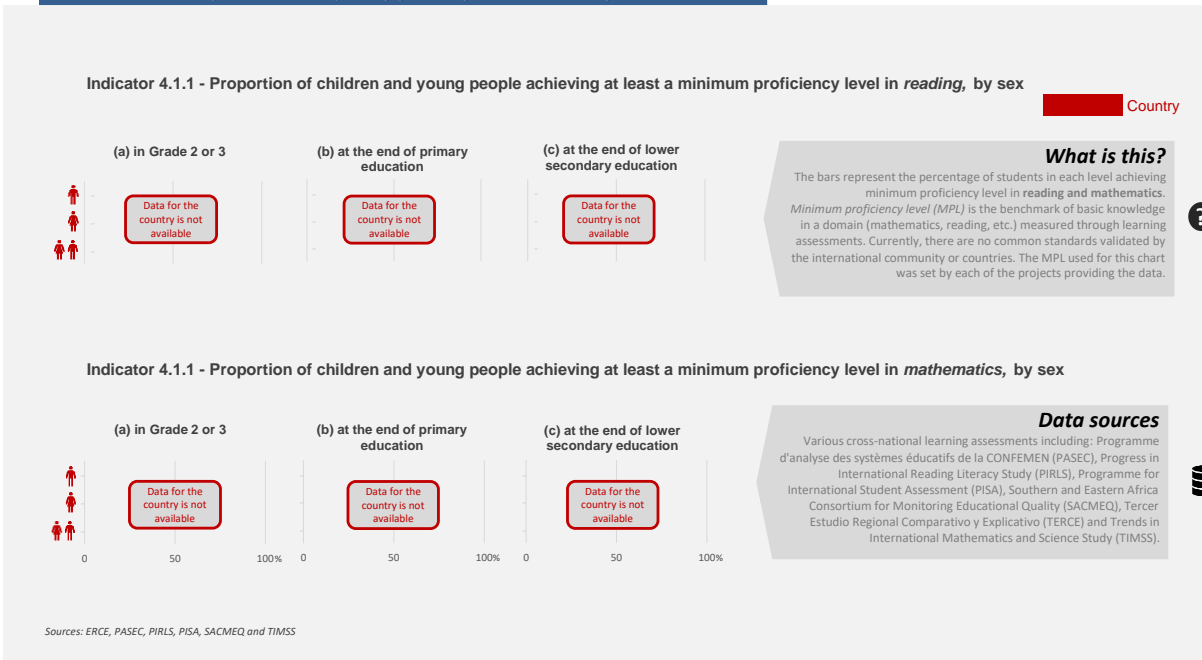 Indicator 4.1.1 - Proportion of children and young people achieving at least a minimum proficiency level in reading, by sex
Country
(a) in Grade 2 or 3
(b) at the end of primary
education
(c) at the end of lower
secondary education
Data for the
country is not
available
Data for the
country is not
available
Data for the
country is not
available
What is this?
The bars represent the percentage of students in each level achieving
minimum proficiency level in reading and mathematics.
Minimum proficiency level (MPL) is the benchmark of basic knowledge
in a domain (mathematics, reading, etc.) measured through learning
assessments. Currently, there are no common standards validated by
the international community or countries. The MPL used for this chart
was set by each of the projects providing the data.
?
Indicator 4.1.1 - Proportion of children and young people achieving at least a minimum proficiency level in mathematics, by sex
(a) in Grade 2 or 3
(b) at the end of primary
education
(c) at the end of lower
secondary education
Data for the
country is not
available
Data for the
country is not
available
Data for the
country is not
available
0 50 100% 0 50 100% 0 50 100%
Data sources
Various cross-national learning assessments including: Programme
d'analyse des systèmes éducatifs de la CONFEMEN (PASEC), Progress in
International Reading Literacy Study (PIRLS), Programme for
International Student Assessment (PISA), Southern and Eastern Africa
Consortium for Monitoring Educational Quality (SACMEQ), Tercer
Estudio Regional Comparativo y Explicativo (TERCE) and Trends in
International Mathematics and Science Study (TIMSS).
Sources: ERCE, PASEC, PIRLS, PISA, SACMEQ and TIMSS